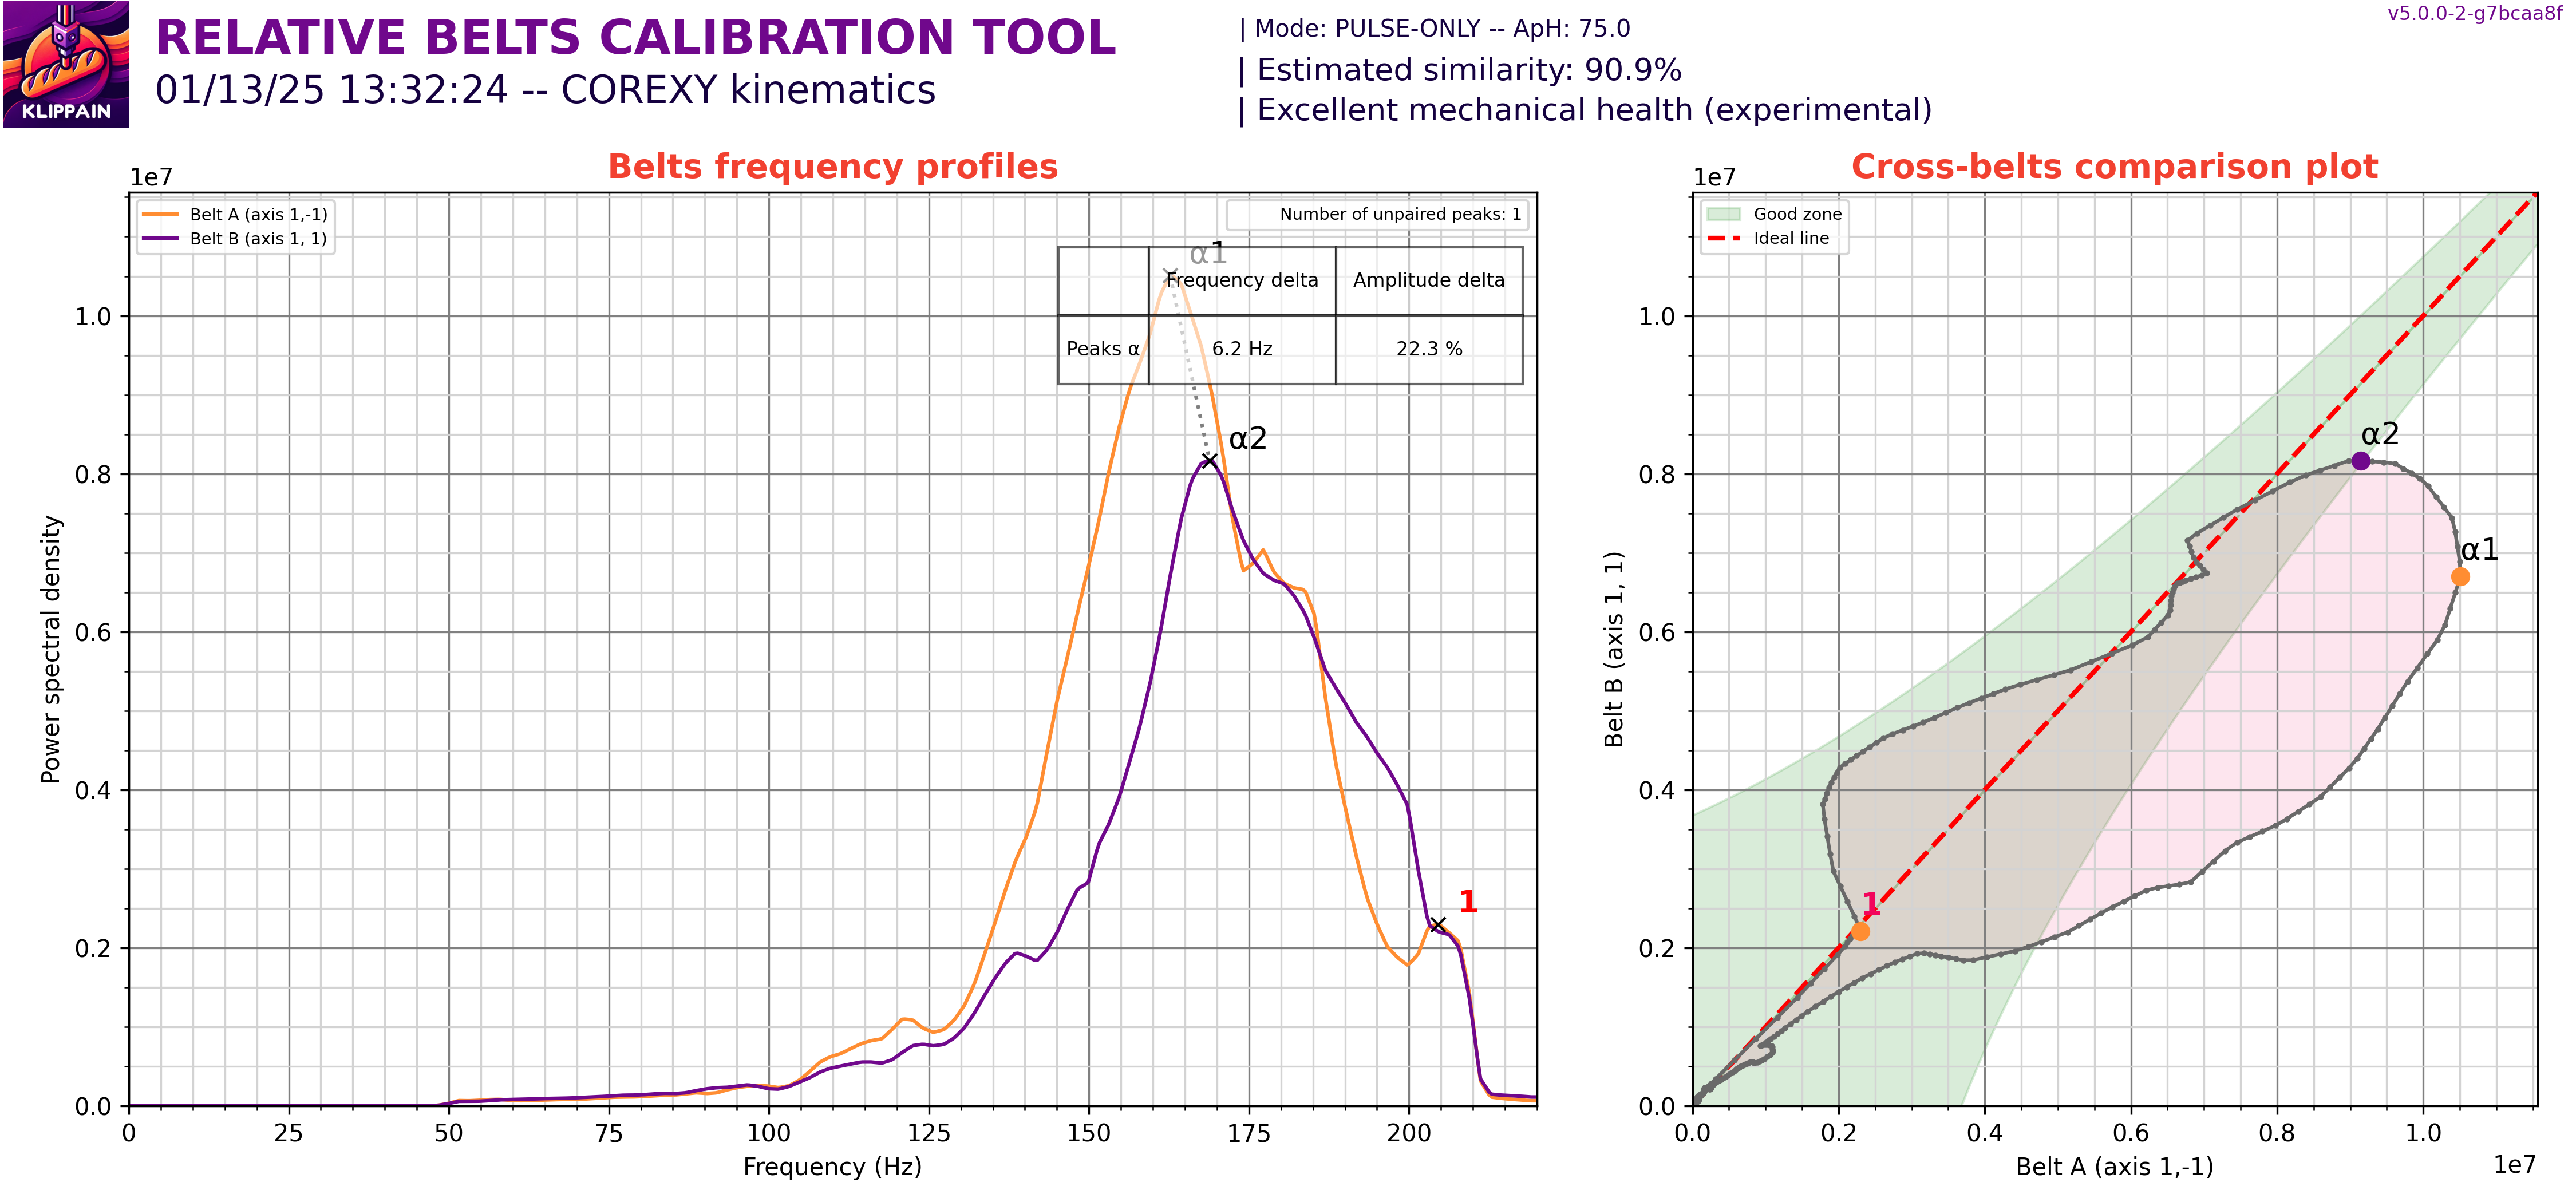 v5.0.0-2-g7bcaa8f
KLIPPAIN
RELATIVE BELTS CALIBRATION TOOL
01/13/25 13:32:24 -- COREXY kinematics
| Mode: PULSE-ONLY -- ApH: 75.0
| Estimated similarity: 90.9%
| Excellent mechanical health (experimental)
Belts frequency profiles
1e7
Belt A (axis 1,-1)
Belt B (axis 1, 1)
Number of unpaired peaks: 1
α1
Frequency delta Amplitude delta
Peaks α 6.2 Hz 22.3 %
α2
1
Power spectral density
1.0
0.8
0.6
0.4
0.2
0.0
0 25 50 75 100 125 150 175 200
Frequency (Hz)
Cross-belts comparison plot
1e7
Good zone
Ideal line
α2
α1
1
Belt B (axis 1, 1)
1.0
0.8
0.6
0.4
0.2
0.0
0.0 0.2 0.4 0.6 0.8 1.0
Belt A (axis 1,-1)
1e7